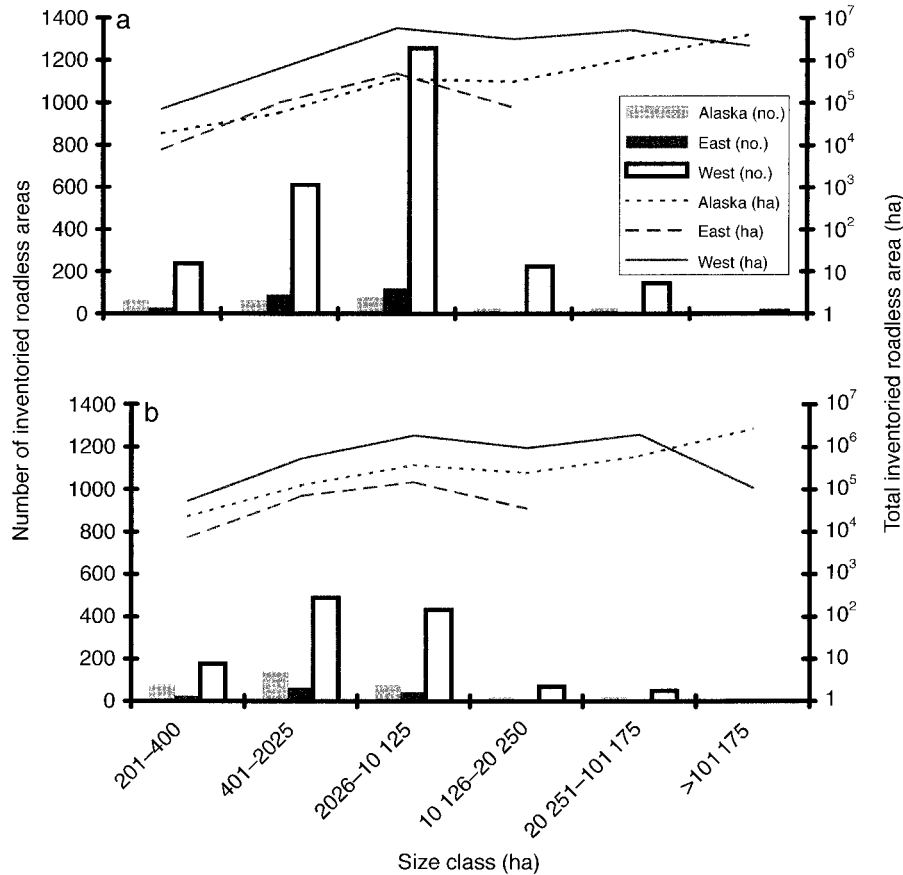 a
1400
1200
1000
800
600
400
200
0
10^7
10^6
10^5
10^4
10^3
10^2
10
1
Alaska (no.)
East (no.)
West (no.)
Alaska (ha)
East (ha)
West (ha)
Number of inventoried roadless areas
Total inventoried roadless area (ha)
b
1400
1200
1000
800
600
400
200
0
10^7
10^6
10^5
10^4
10^3
10^2
10
1
201–400
401–2025
2026–10 125
10 126–20 250
20 251–101 175
>101 175
Size class (ha)